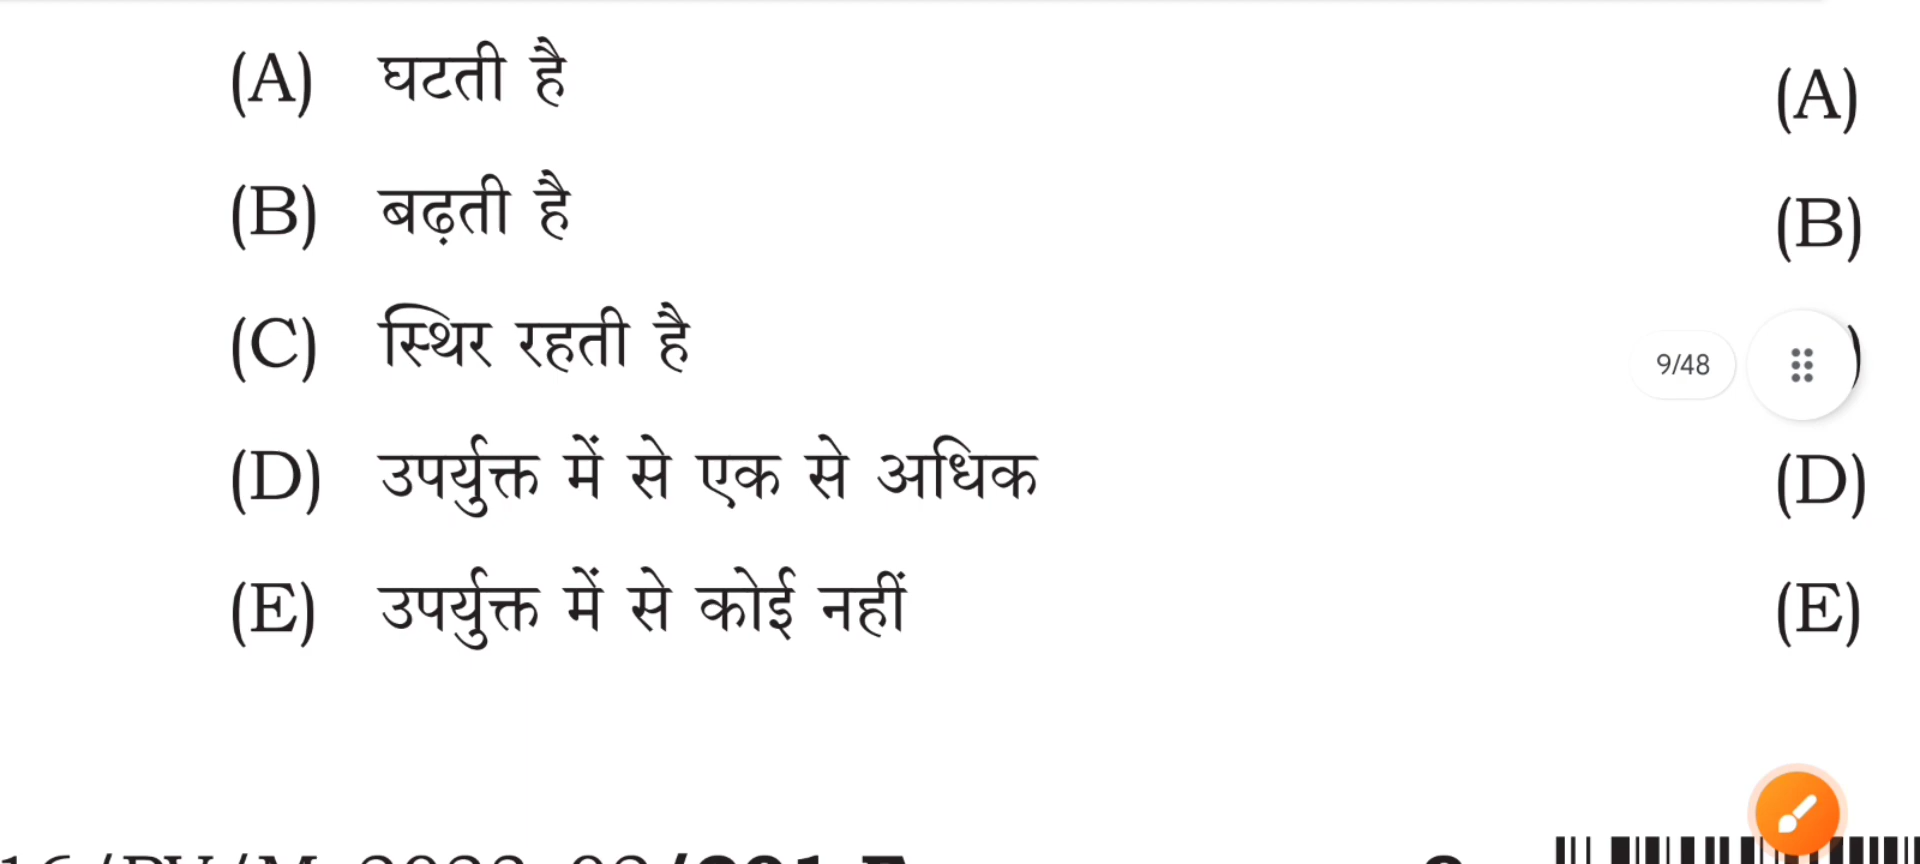 (A) घटती है
(A)
(B) बढ़ती है
(B)
(C) स्थिर रहती है
9/48
(D) उपर्युक्त में से एक से अधिक
(D)
(E) उपर्युक्त में से कोई नहीं
(E)